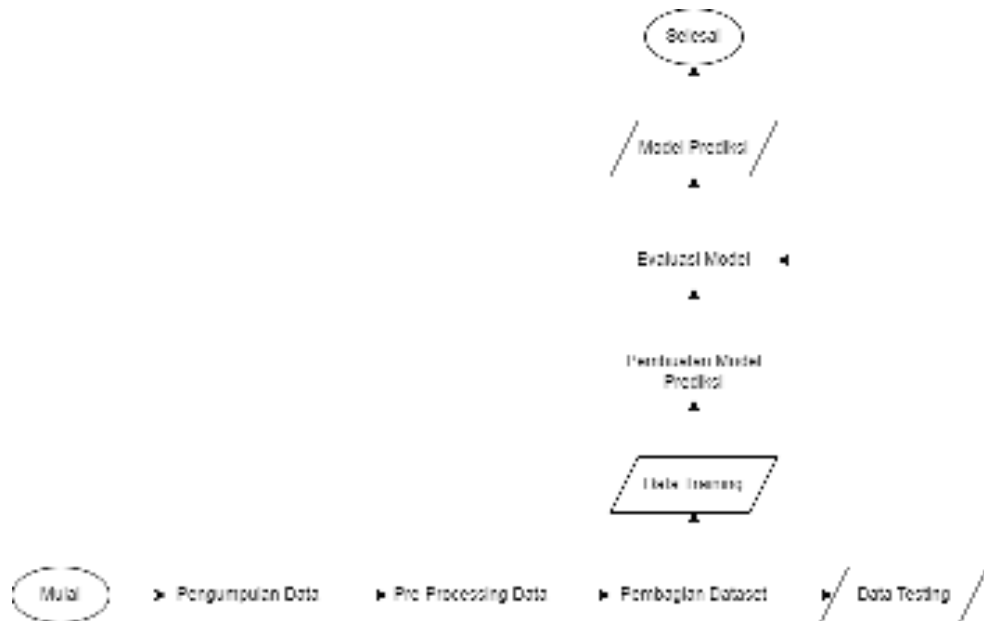 Selesai
Model Prediksi
Evaluasi Model
Pembuatan Model
Prediksi
Data Training
Mulai
Pengumpulan Data
Pre Processing Data
Pembagian Dataset
Data Testing